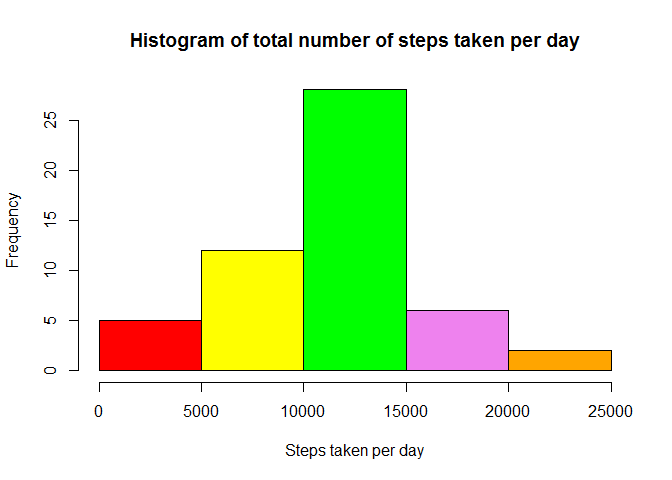 Histogram of total number of steps taken per day
Frequency
25
20
15
10
5
0
0 5000 10000 15000 20000 25000
Steps taken per day